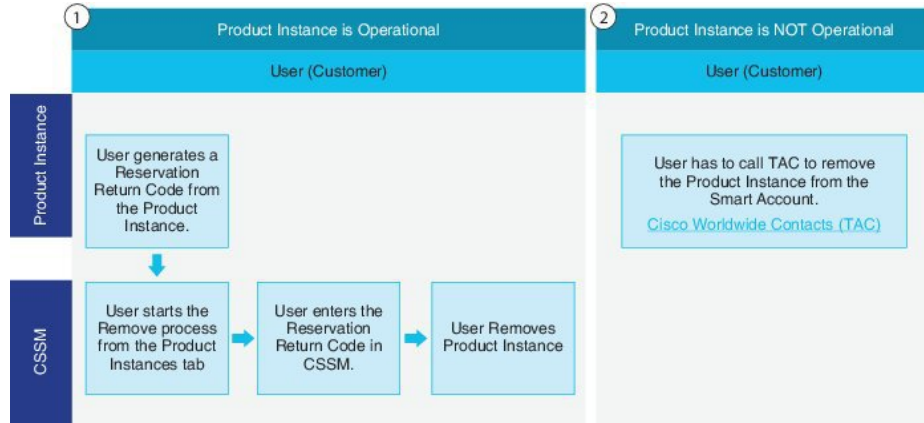 1
Product Instance is Operational
User (Customer)
2
Product Instance is NOT Operational
User (Customer)
Product Instance
User generates a
Reservation
Return Code from
the Product
Instance.
User has to call TAC to remove
the Product Instance from the
Smart Account.
Cisco Worldwide Contacts (TAC)
CSSM
User starts the
Remove process
from the Product
Instances tab
User enters the
Reservation
Return Code in
CSSM.
User Removes
Product Instance